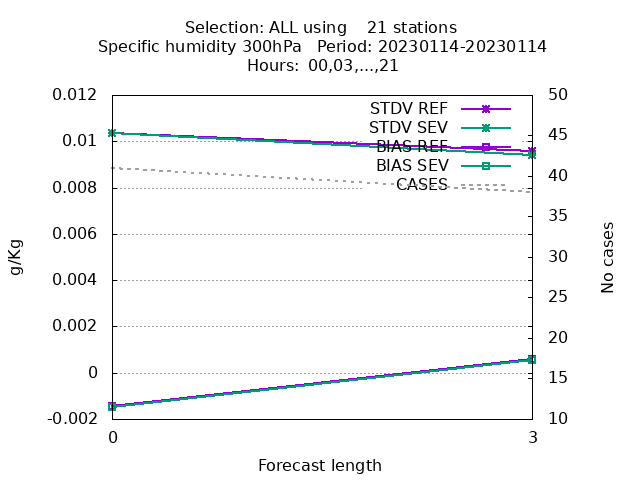 Selection: ALL using    21 stations
Specific humidity 300hPa   Period: 20230114-20230114
Hours: 00,03,...,21
0.012
0.01
0.008
0.006
0.004
0.002
0
-0.002
g/Kg
STDV REF
STDV SEV
BIAS REF
BIAS SEV
CASES
50
45
40
35
30
25
20
15
10
No cases
0
3
Forecast length